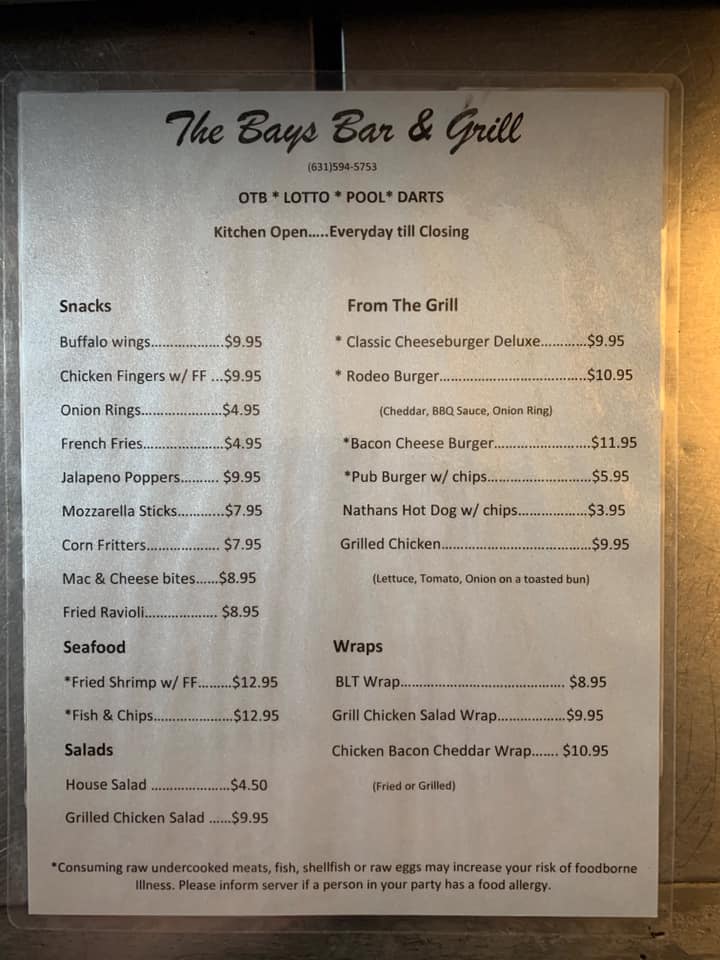 The Bays Bar & Grill
(631)594-5753
OTB * LOTTO * POOL* DARTS
Kitchen Open.....Everyday till Closing
Snacks
Buffalo wings...................$9.95
Chicken Fingers w/ FF ...$9.95
Onion Rings.....................$4.95
French Fries.....................$4.95
Jalapeno Poppers.......... $9.95
Mozzarella Sticks............$7.95
Corn Fritters................... $7.95
Mac & Cheese bites......$8.95
Fried Ravioli................... $8.95
Seafood
*Fried Shrimp w/ FF.........$12.95
*Fish & Chips.....................$12.95
Salads
House Salad .....................$4.50
Grilled Chicken Salad ......$9.95
From The Grill
* Classic Cheeseburger Deluxe............$9.95
* Rodeo Burger......................................$10.95
(Cheddar, BBQ Sauce, Onion Ring)
*Bacon Cheese Burger.........................$11.95
*Pub Burger w/ chips...........................$5.95
Nathans Hot Dog w/ chips..................$3.95
Grilled Chicken.......................................$9.95
(Lettuce, Tomato, Onion on a toasted bun)
Wraps
BLT Wrap........................................... $8.95
Grill Chicken Salad Wrap..................$9.95
Chicken Bacon Cheddar Wrap....... $10.95
(Fried or Grilled)
*Consuming raw undercooked meats, fish, shellfish or raw eggs may increase your risk of foodborne
Illness. Please inform server if a person in your party has a food allergy.